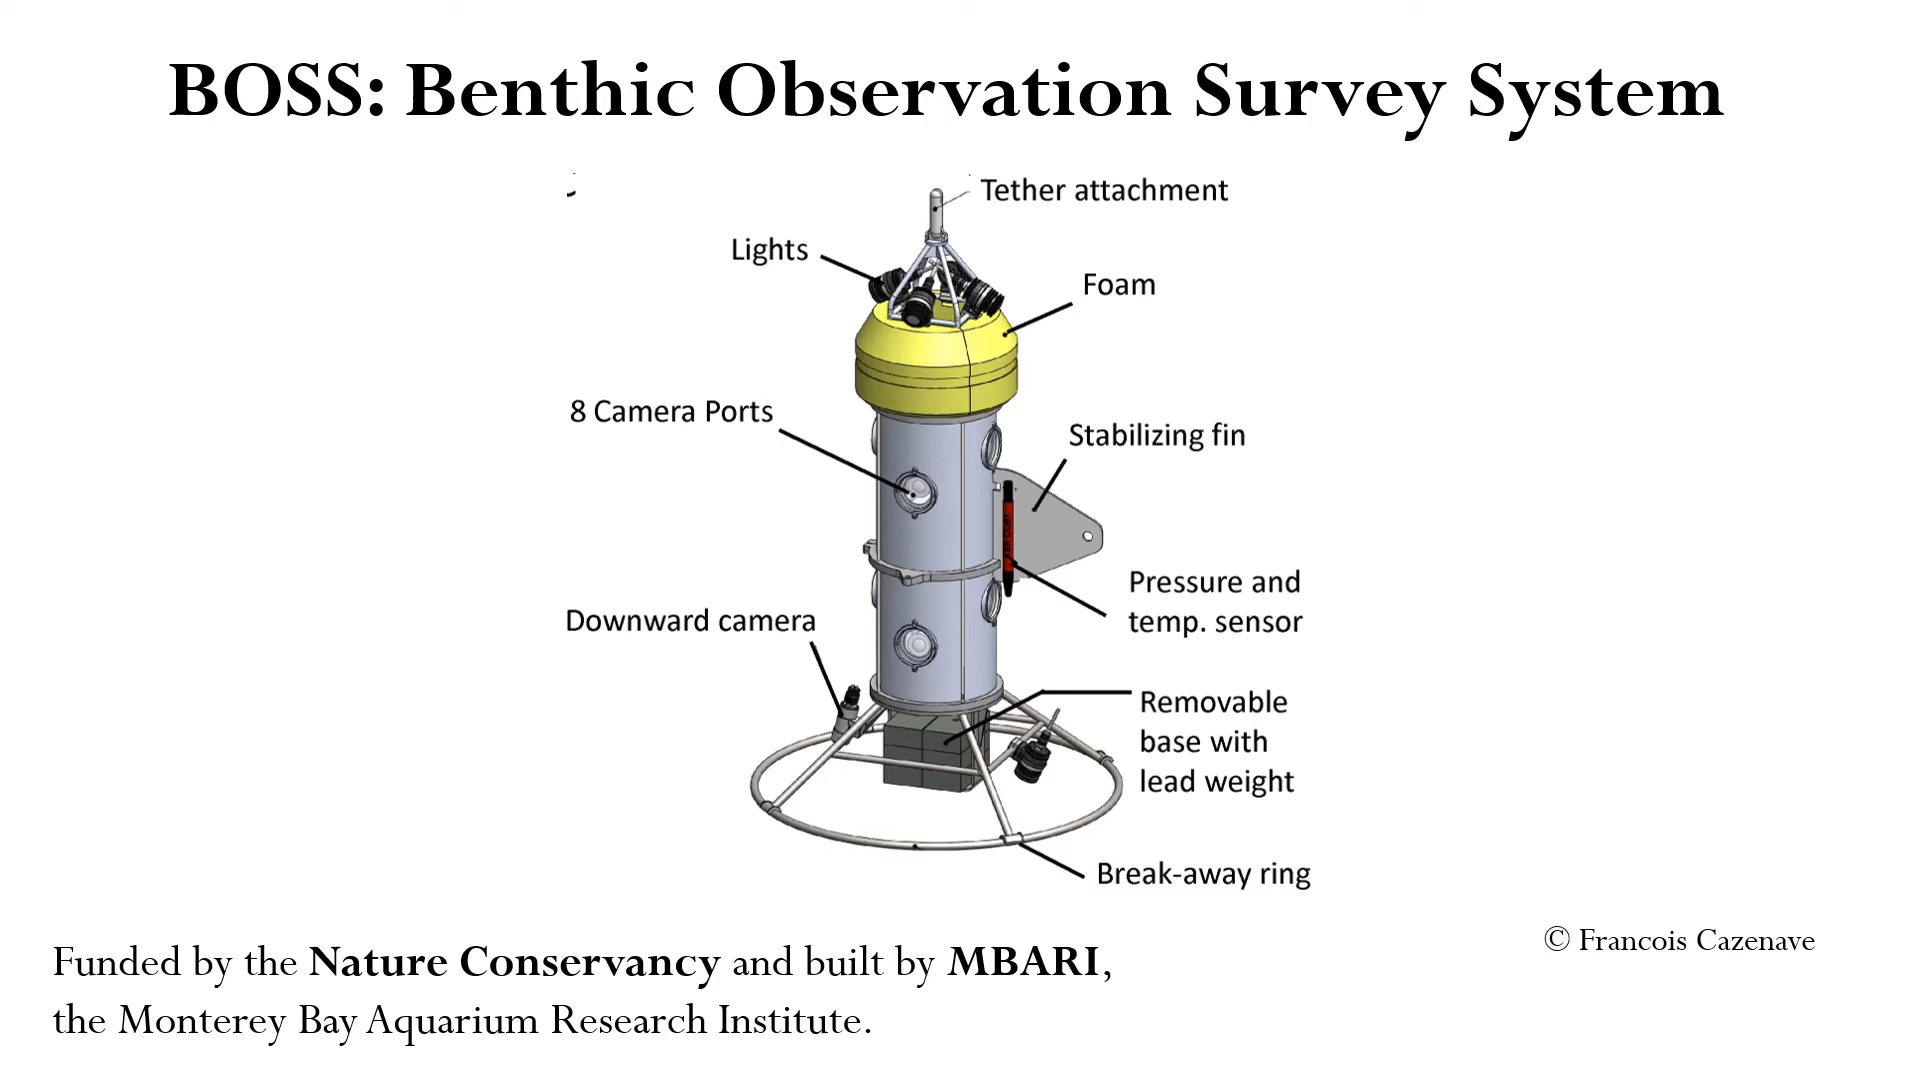 BOSS: Benthic Observation Survey System
Tether attachment
Lights
Foam
8 Camera Ports
Stabilizing fin
Pressure and
temp. sensor
Downward camera
Removable
base with
lead weight
Break-away ring
© Francois Cazenave
Funded by the Nature Conservancy and built by MBARI,
the Monterey Bay Aquarium Research Institute.